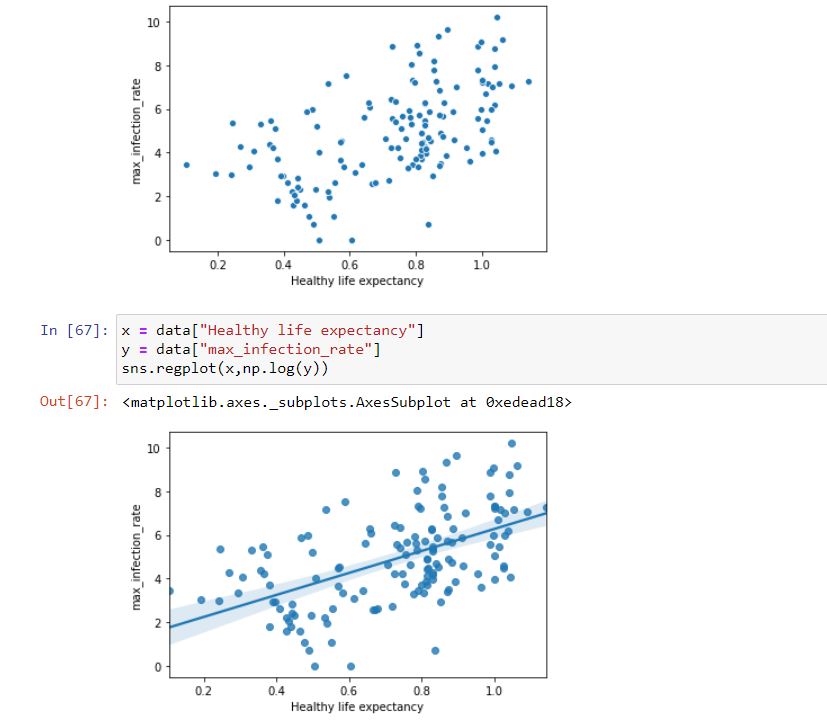 10
8
6
4
2
0
max_infection_rate
0.2 0.4 0.6 0.8 1.0
Healthy life expectancy
In [67]: x = data["Healthy life expectancy"]
y = data["max_infection_rate"]
sns.regplot(x,np.log(y))
Out[67]: <matplotlib.axes._subplots.AxesSubplot at 0xedead18>
10
8
6
4
2
0
max_infection_rate
0.2 0.4 0.6 0.8 1.0
Healthy life expectancy